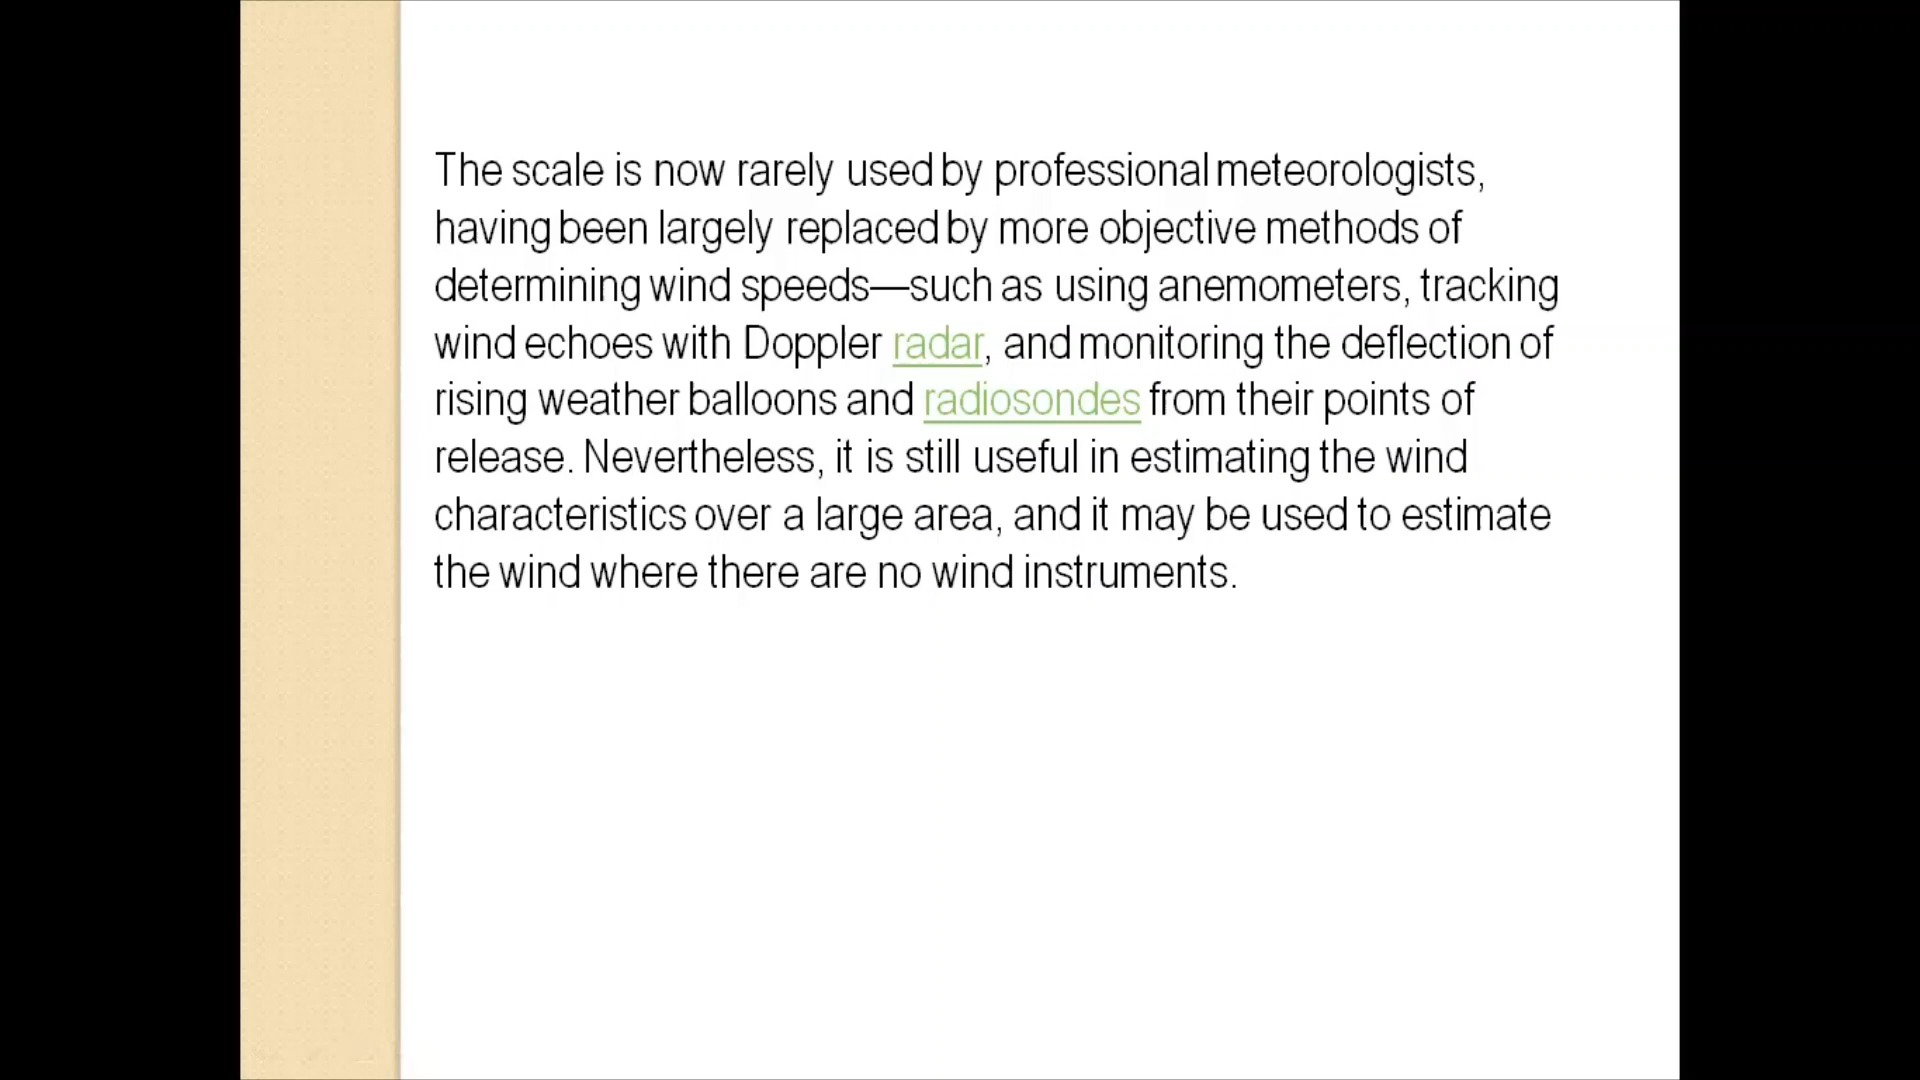 The scale is now rarely used by professional meteorologists,
having been largely replaced by more objective methods of
determining wind speeds—such as using anemometers, tracking
wind echoes with Doppler radar, and monitoring the deflection of
rising weather balloons and radiosondes from their points of
release. Nevertheless, it is still useful in estimating the wind
characteristics over a large area, and it may be used to estimate
the wind where there are no wind instruments.